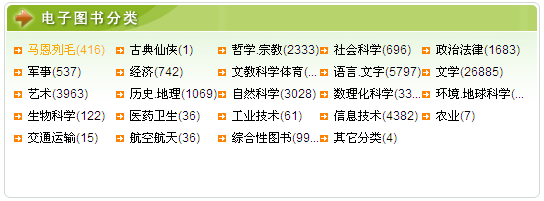 电子图书分类
马恩列毛(416) 古典仙侠(1) 哲学.宗教(2333) 社会科学(696) 政治法律(1683)
军事(537) 经济(742) 文教科学体育(... 语言.文字(5797) 文学(26885)
艺术(3963) 历史.地理(1069) 自然科学(3028) 数理化科学(33... 环境.地球科学(...
生物科学(122) 医药卫生(36) 工业技术(61) 信息技术(4382) 农业(7)
交通运输(15) 航空航天(36) 综合性图书(99... 其它分类(4)